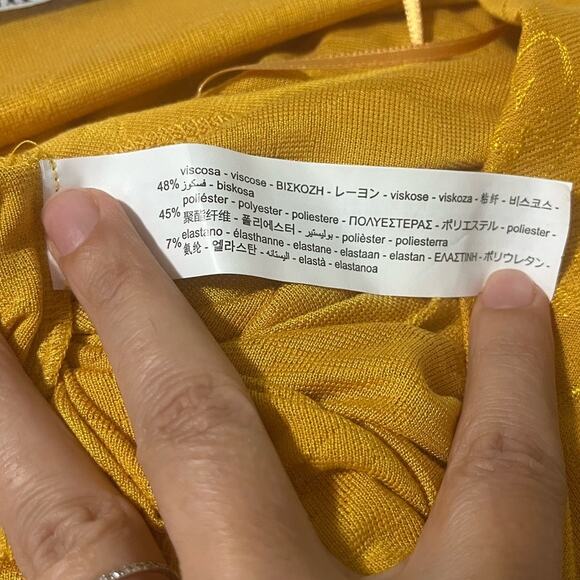 viscosa - viscose - ΒΙΣΚΟΖΗ - レーヨン - viskose - viskoza - 粘纤 - 비스코스 -
48% فسكوز - biskosa
poliéster - polyester - poliestere - ΠΟΛΥΕΣΤΕΡΑΣ - ポリエステル - poliester -
45% 聚酯纤维 - 폴리에스터 - بوليستير - polièster - poliesterra
elastano - élasthanne - elastane - elastaan - elastan - ΕΛΑΣΤΙΝΗ - ポリウレタン -
7% 氨纶 - 엘라스탄 - اليستانه - elastà - elastanoa